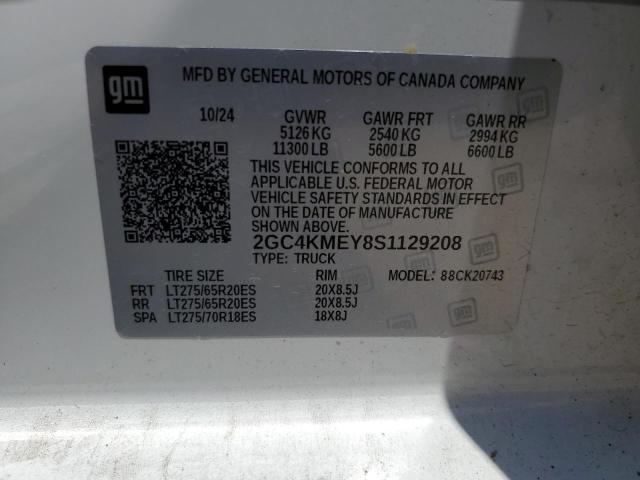 gm
MFD BY GENERAL MOTORS OF CANADA COMPANY
10/24 GVWR GAWR FRT GAWR RR
5126 KG 2540 KG 2994 KG
11300 LB 5600 LB 6600 LB
THIS VEHICLE CONFORMS TO ALL
APPLICABLE U.S. FEDERAL MOTOR
VEHICLE SAFETY STANDARDS IN EFFECT
ON THE DATE OF MANUFACTURE
SHOWN ABOVE.
2GC4KMEY8S1129208
TYPE: TRUCK
TIRE SIZE RIM MODEL: 88CK20743
FRT LT275/65R20ES 20X8.5J
RR LT275/65R20ES 20X8.5J
SPA LT275/70R18ES 18X8J